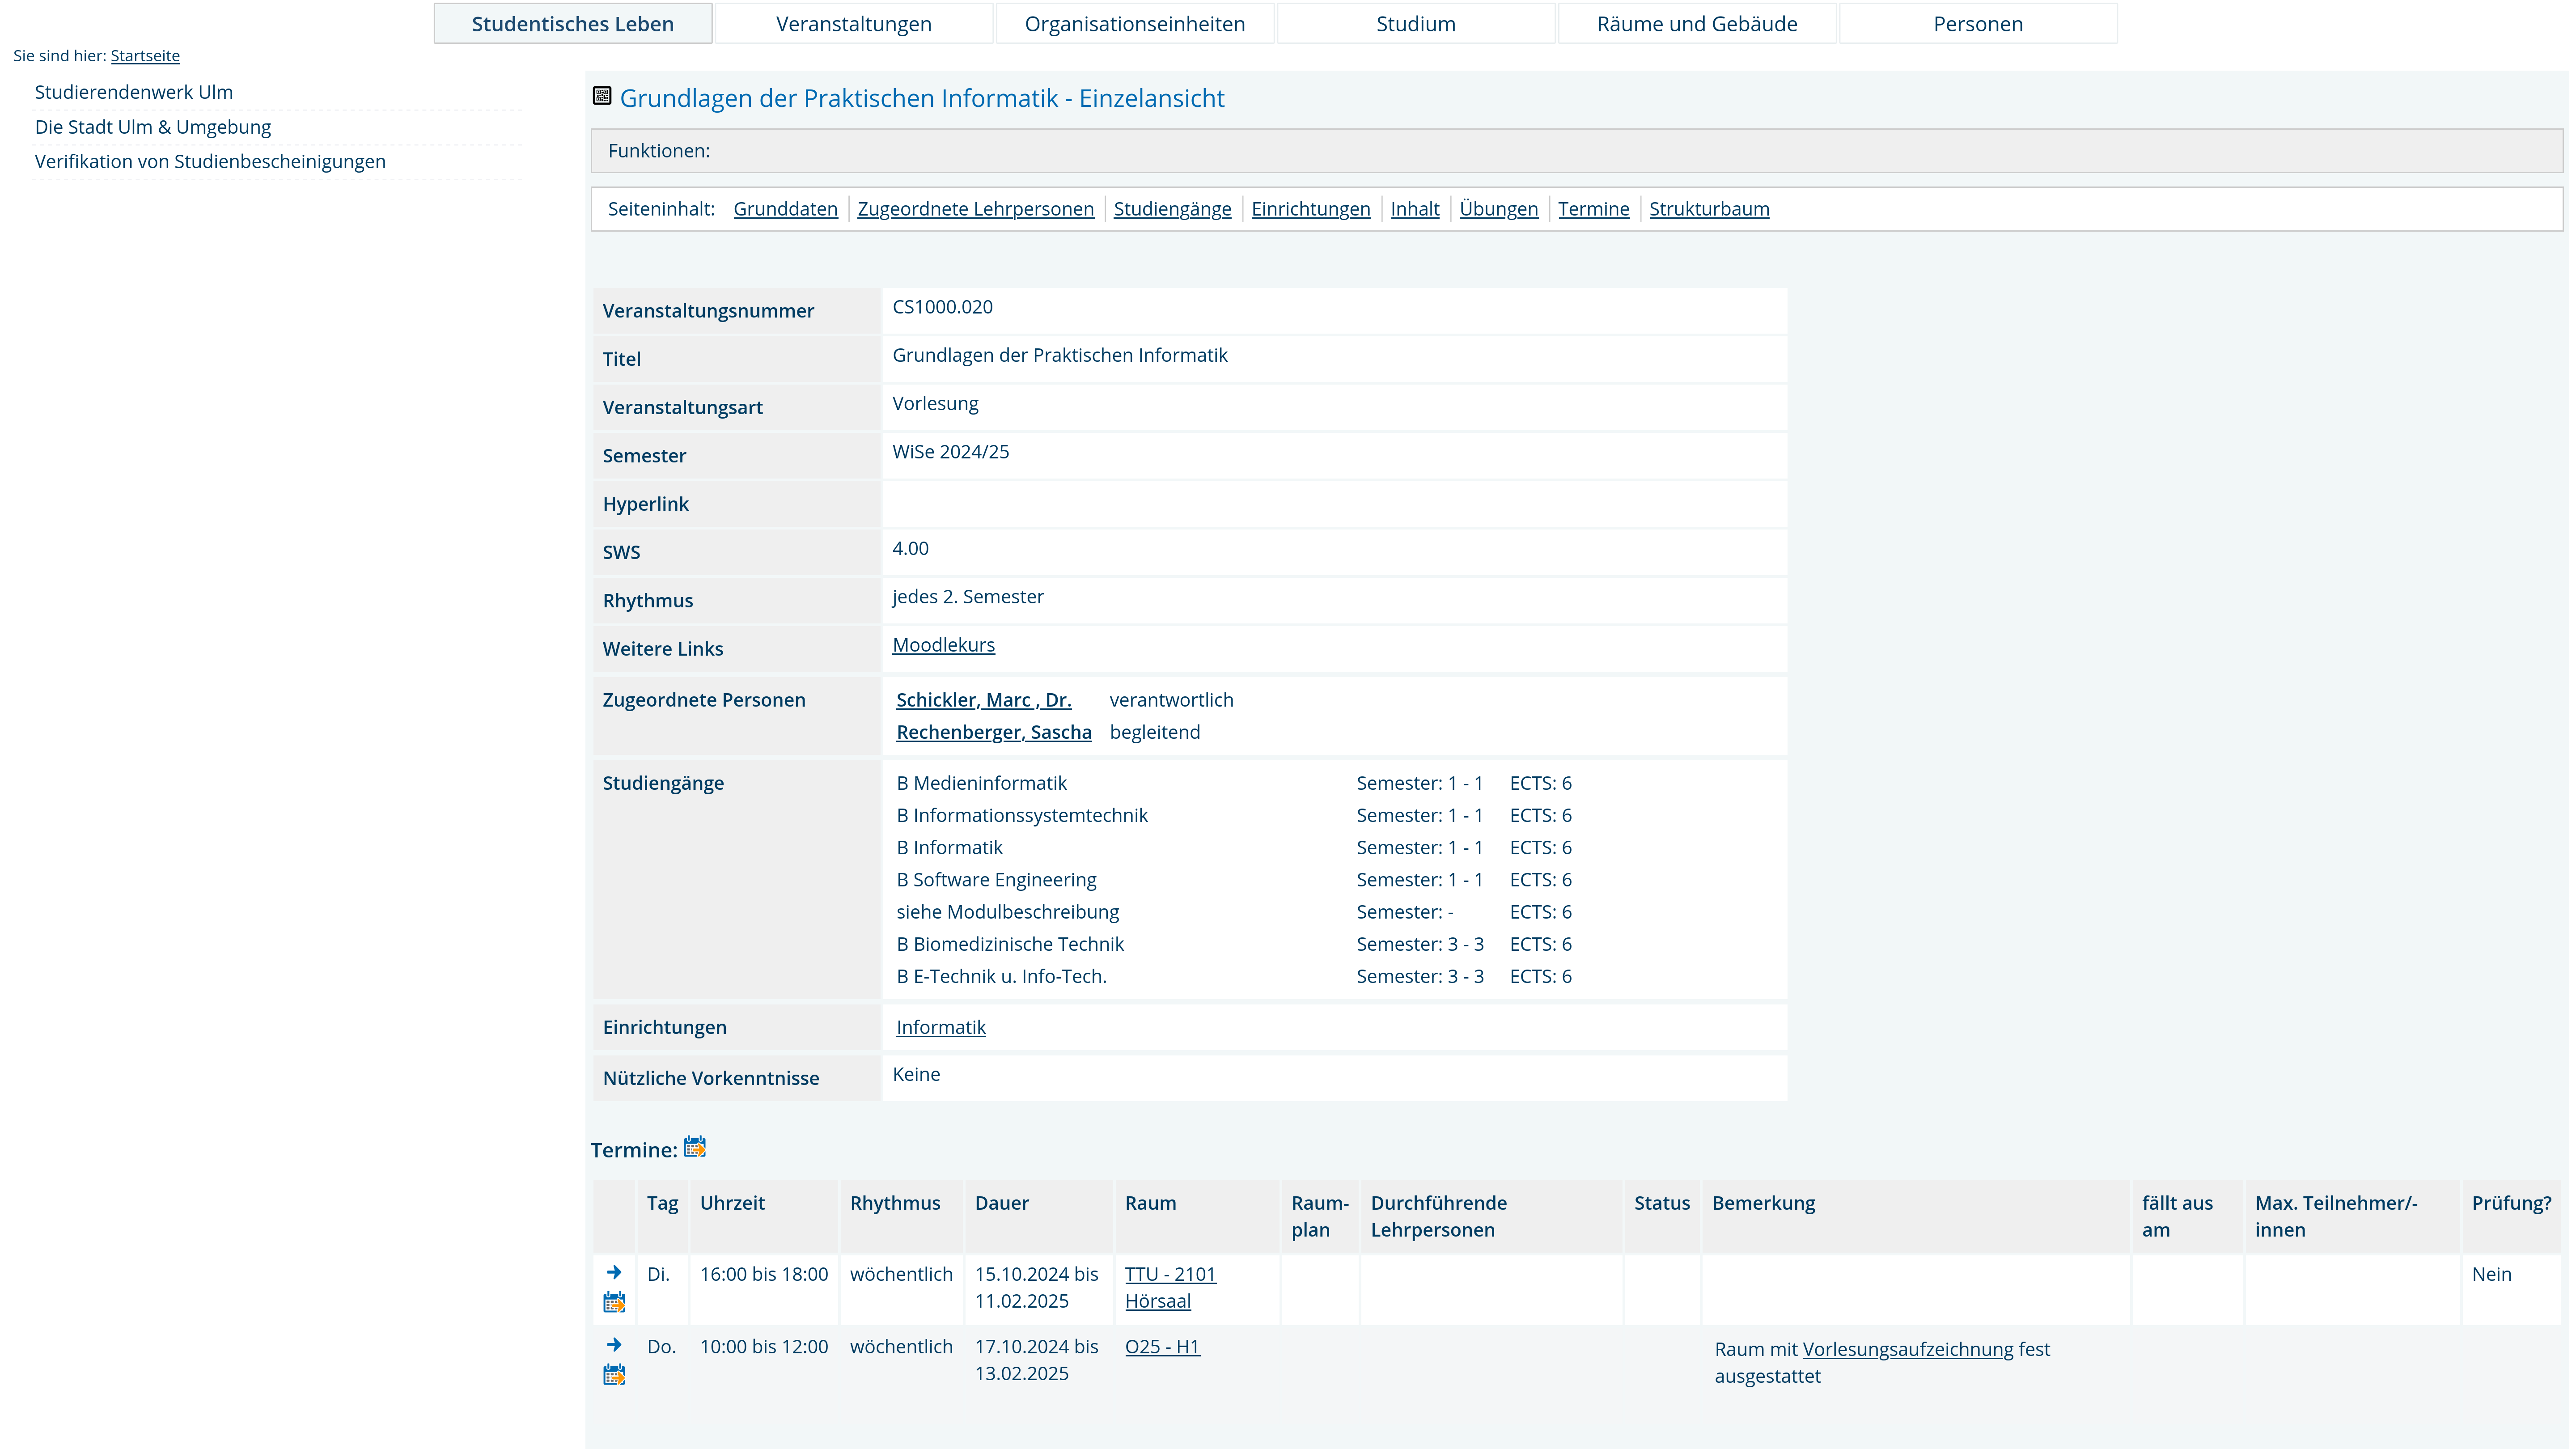 Studentisches Leben Veranstaltungen Organisationseinheiten Studium Räume und Gebäude Personen
Sie sind hier: Startseite
Studierendenwerk Ulm
Die Stadt Ulm & Umgebung
Verifikation von Studienbescheinigungen
Grundlagen der Praktischen Informatik - Einzelansicht
Funktionen:
Seiteninhalt: Grunddaten Zugeordnete Lehrpersonen Studiengänge Einrichtungen Inhalt Übungen Termine Strukturbaum
Veranstaltungsnummer CS1000.020
Titel Grundlagen der Praktischen Informatik
Veranstaltungsart Vorlesung
Semester WiSe 2024/25
Hyperlink
SWS 4.00
Rhythmus jedes 2. Semester
Weitere Links Moodlekurs
Zugeordnete Personen Schickler, Marc , Dr. verantwortlich
Rechenberger, Sascha begleitend
Studiengänge B Medieninformatik Semester: 1 - 1 ECTS: 6
B Informationssystemtechnik Semester: 1 - 1 ECTS: 6
B Informatik Semester: 1 - 1 ECTS: 6
B Software Engineering Semester: 1 - 1 ECTS: 6
siehe Modulbeschreibung Semester: - ECTS: 6
B Biomedizinische Technik Semester: 3 - 3 ECTS: 6
B E-Technik u. Info-Tech. Semester: 3 - 3 ECTS: 6
Einrichtungen Informatik
Nützliche Vorkenntnisse Keine
Termine:
Tag Uhrzeit Rhythmus Dauer Raum Raum- Durchführende Status Bemerkung fällt aus Max. Teilnehmer/- Prüfung?
plan Lehrpersonen am innen
Di. 16:00 bis 18:00 wöchentlich 15.10.2024 bis TTU - 2101 Nein
11.02.2025 Hörsaal
Do. 10:00 bis 12:00 wöchentlich 17.10.2024 bis O25 - H1 Raum mit Vorlesungsaufzeichnung fest
13.02.2025 ausgestattet